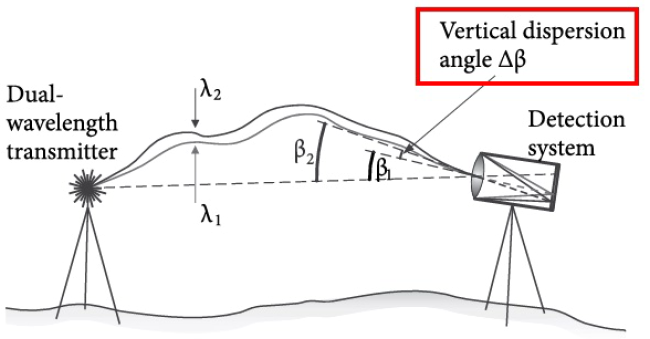 Vertical dispersion
angle Δβ
Dual-
wavelength
transmitter
λ₂
Detection
system
β₂
β₁
λ₁